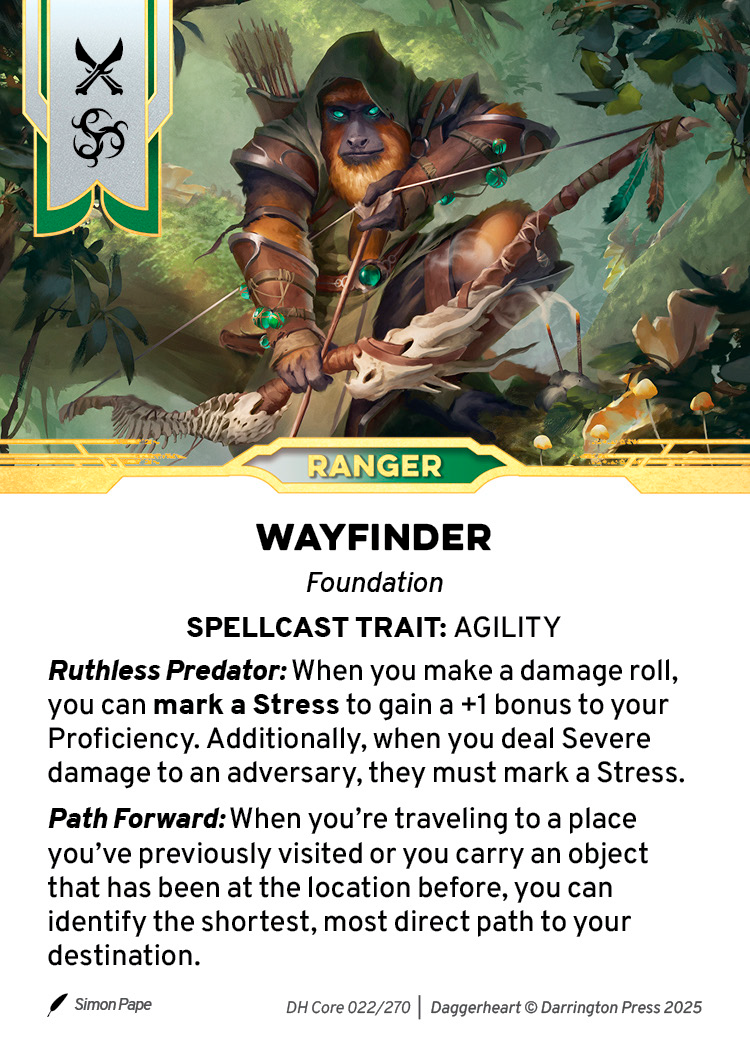 RANGER
WAYFINDER
Foundation
SPELLCAST TRAIT: AGILITY
Ruthless Predator: When you make a damage roll,
you can mark a Stress to gain a +1 bonus to your
Proficiency. Additionally, when you deal Severe
damage to an adversary, they must mark a Stress.
Path Forward: When you’re traveling to a place
you’ve previously visited or you carry an object
that has been at the location before, you can
identify the shortest, most direct path to your
destination.
Simon Pape
DH Core 022/270 | Daggerheart © Darrington Press 2025